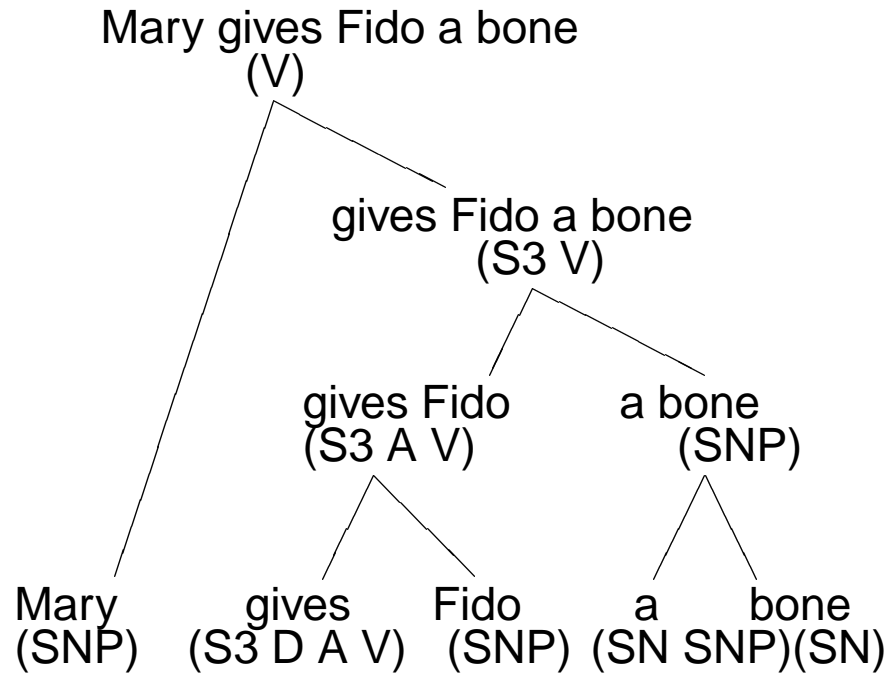 Mary gives Fido a bone
(V)
gives Fido a bone
(S3 V)
gives Fido a bone
(S3 A V) (SNP)
Mary gives Fido a bone
(SNP) (S3 D A V) (SNP) (SN SNP)(SN)